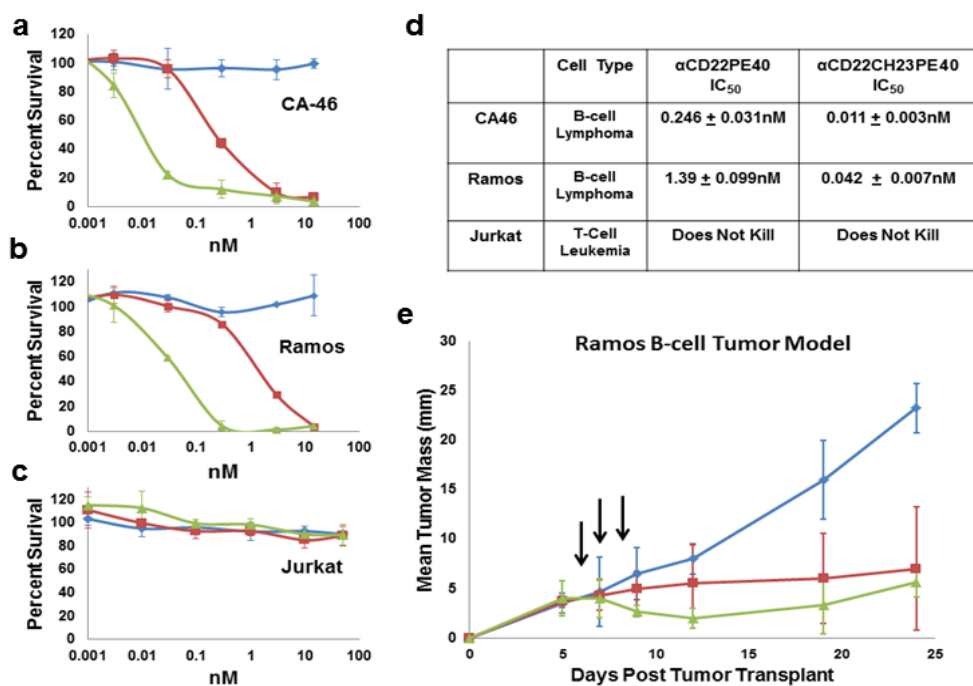 a
120
100
80
60
40
20
0
Percent Survival
CA-46
0.001 0.01 0.1 1 10 100
nM
b
120
100
80
60
40
20
0
Percent Survival
Ramos
0.001 0.01 0.1 1 10 100
nM
c
120
100
80
60
40
20
0
Percent Survival
Jurkat
0.001 0.01 0.1 1 10 100
nM
d
Cell Type
αCD22PE40
IC50
αCD22CH23PE40
IC50
CA46
B-cell
Lymphoma
0.246 ± 0.031nM
0.011 ± 0.003nM
Ramos
B-cell
Lymphoma
1.39 ± 0.099nM
0.042 ± 0.007nM
Jurkat
T-Cell
Leukemia
Does Not Kill
Does Not Kill
e
Ramos B-cell Tumor Model
30
25
20
15
10
5
0
Mean Tumor Mass (mm)
0 5 10 15 20 25
Days Post Tumor Transplant